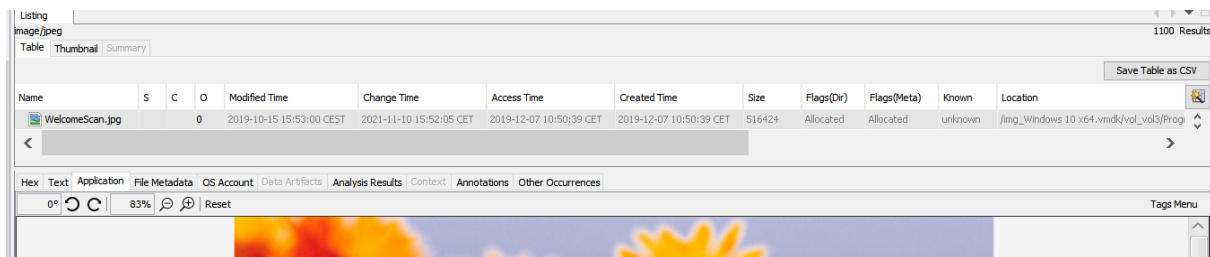 Listing
image/jpeg 1100 Results
Table Thumbnail Summary
Save Table as CSV
Name S C O Modified Time Change Time Access Time Created Time Size Flags(Dir) Flags(Meta) Known Location
WelcomeScan.jpg 0 2019-10-15 15:53:00 CEST 2021-11-10 15:52:05 CET 2019-12-07 10:50:39 CET 2019-12-07 10:50:39 CET 516424 Allocated Allocated unknown /img_Windows 10 x64.vmdk/vol_vol3/Progr
Hex Text Application File Metadata OS Account Data Artifacts Analysis Results Context Annotations Other Occurrences
0° 83% Reset Tags Menu